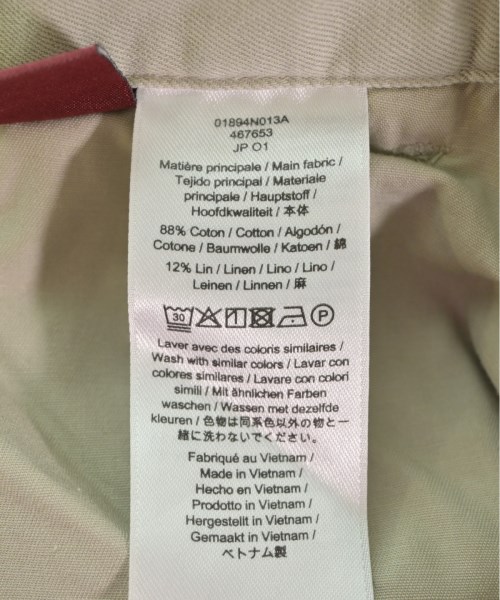 01894N013A
467653
JP O1
Matière principale / Main fabric /
Tejido principal / Materiale
principale / Hauptstoff /
Hoofdkwaliteit / 本体
88% Coton / Cotton / Algodón /
Cotone / Baumwolle / Katoen / 綿
12% Lin / Linen / Lino / Lino /
Leinen / Linnen / 麻
30 P
Laver avec des coloris similaires /
Wash with similar colors / Lavar con
colores similares / Lavare con colori
simili / Mit ähnlichen Farben
waschen / Wassen met dezelfde
kleuren / 色物は同系色以外の物と一
緒に洗わないでください。
Fabriqué au Vietnam /
Made in Vietnam /
Hecho en Vietnam /
Prodotto in Vietnam /
Hergestellt in Vietnam /
Gemaakt in Vietnam /
ベトナム製